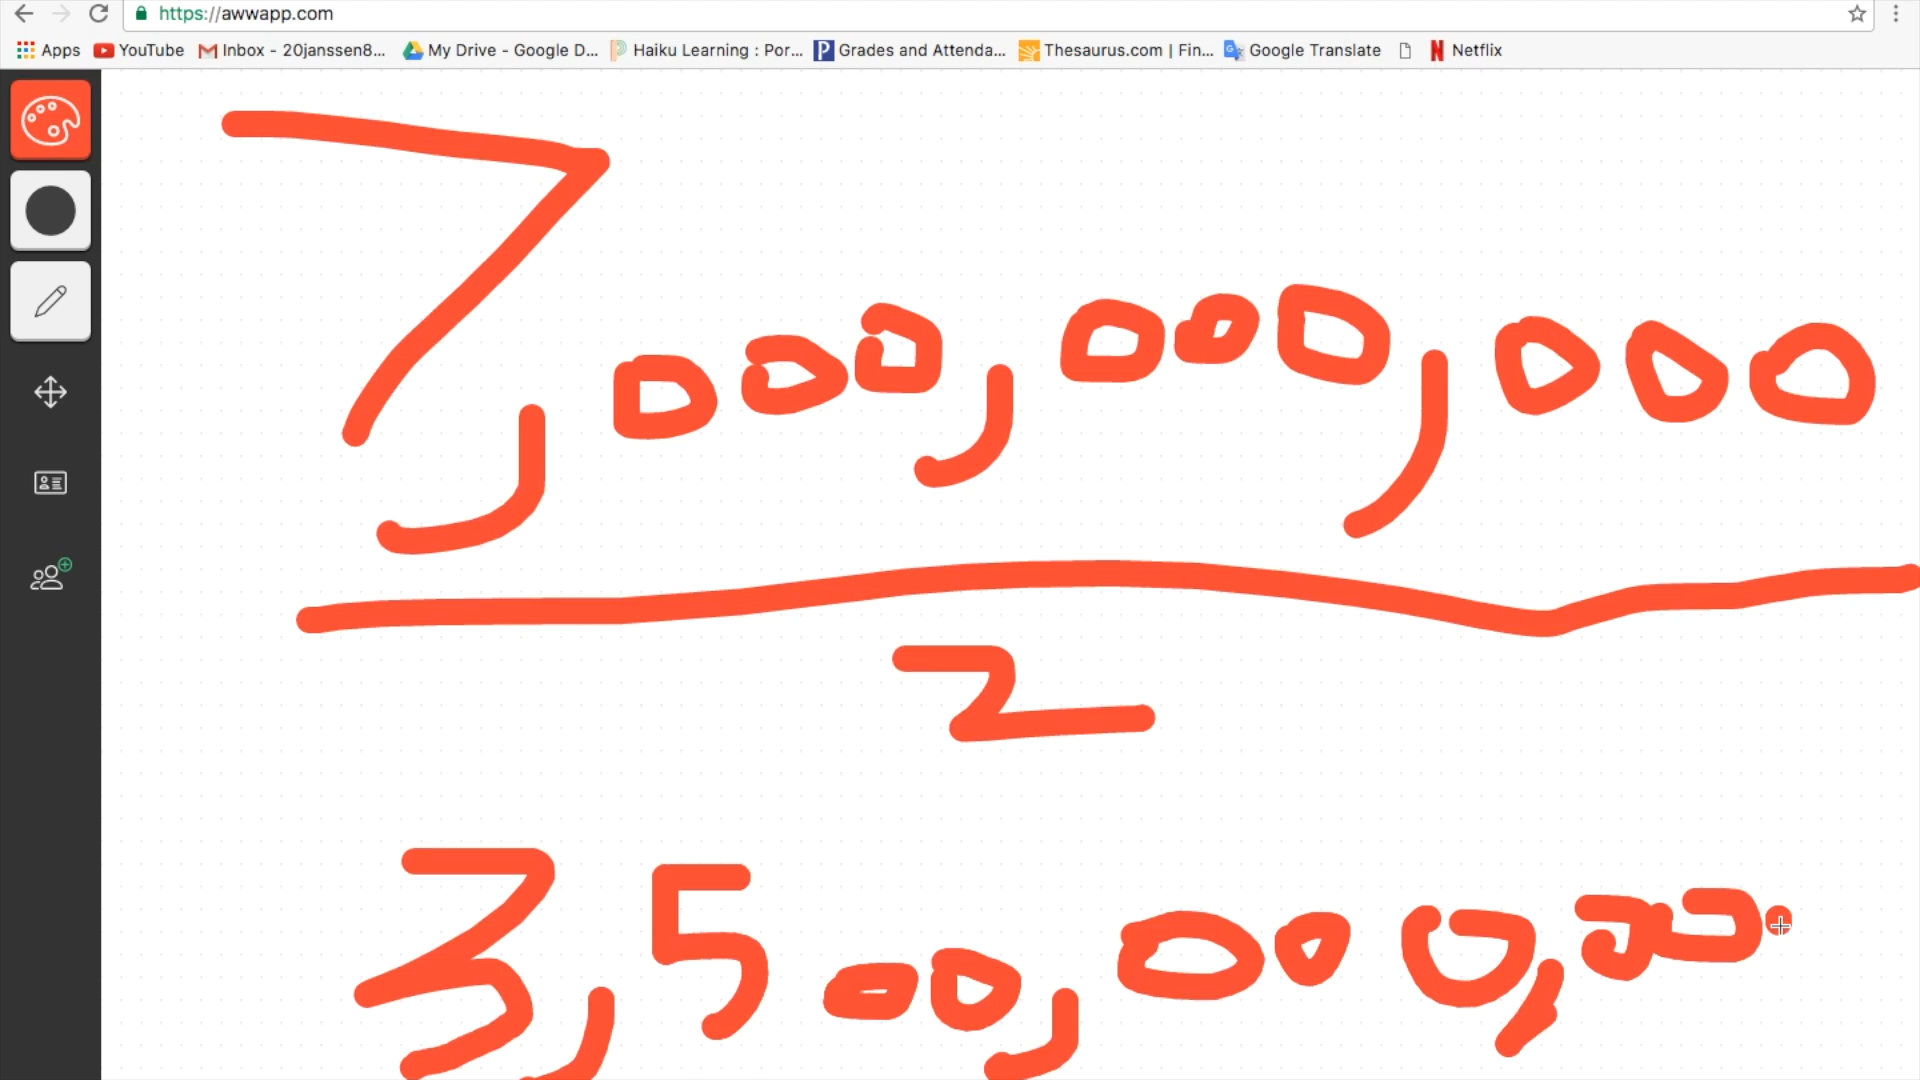 https://awwapp.com
Apps YouTube Inbox - 20janssen8... My Drive - Google D... Haiku Learning : Por... Grades and Attenda... Thesaurus.com | Fin... Google Translate Netflix
7,000,000,000
2
3,500,000,00